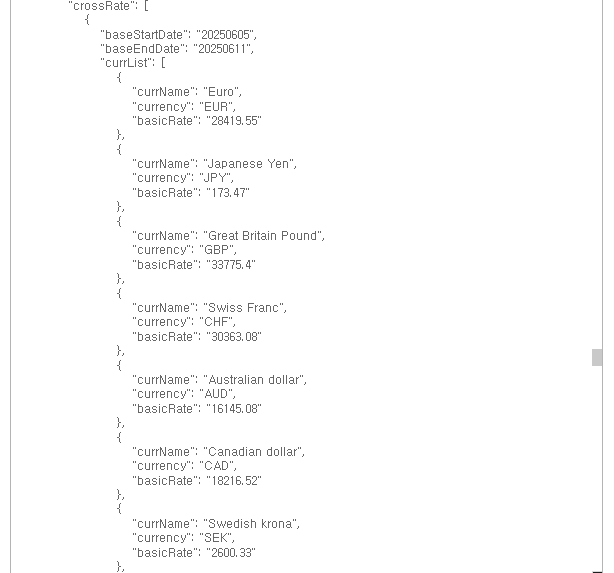 "crossRate": [
{
"baseStartDate": "20250605",
"baseEndDate": "20250611",
"currList": [
{
"currName": "Euro",
"currency": "EUR",
"basicRate": "28419.55"
},
{
"currName": "Japanese Yen",
"currency": "JPY",
"basicRate": "173.47"
},
{
"currName": "Great Britain Pound",
"currency": "GBP",
"basicRate": "33775.4"
},
{
"currName": "Swiss Franc",
"currency": "CHF",
"basicRate": "30363.08"
},
{
"currName": "Australian dollar",
"currency": "AUD",
"basicRate": "16145.08"
},
{
"currName": "Canadian dollar",
"currency": "CAD",
"basicRate": "18216.52"
},
{
"currName": "Swedish krona",
"currency": "SEK",
"basicRate": "2600.33"
},